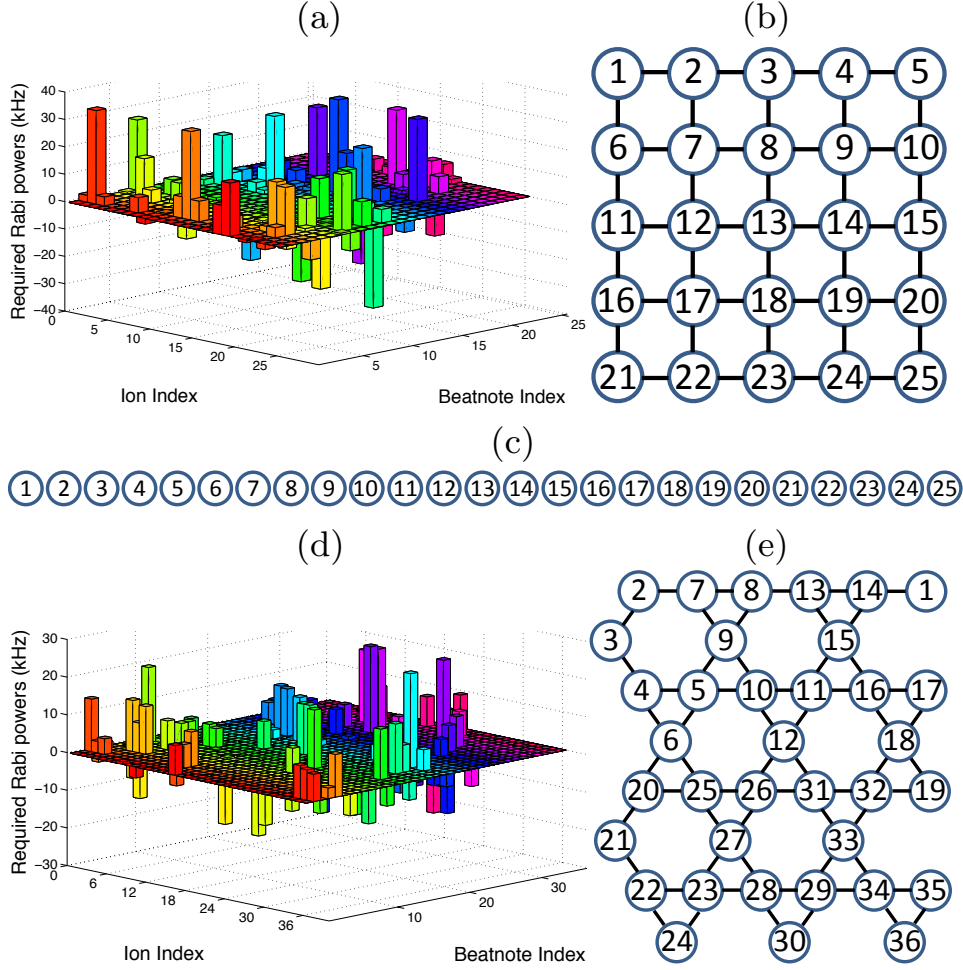 (a)
Required Rabi powers (kHz)
40
30
20
10
0
−10
−20
−30
−40
0
5
10
15
20
25
5
10
15
20
25
Ion Index
Beatnote Index
(b)
1 2 3 4 5
6 7 8 9 10
11 12 13 14 15
16 17 18 19 20
21 22 23 24 25
(c)
1 2 3 4 5 6 7 8 9 10 11 12 13 14 15 16 17 18 19 20 21 22 23 24 25
(d)
Required Rabi powers (kHz)
30
20
10
0
−10
−20
−30
0
6
12
18
24
30
36
10
20
30
Ion Index
Beatnote Index
(e)
2 7 8 13 14 1
3 9 15
4 5 10 11 16 17
6 12 18
20 25 26 31 32 19
21 27 33
22 23 28 29 34 35
24 30 36